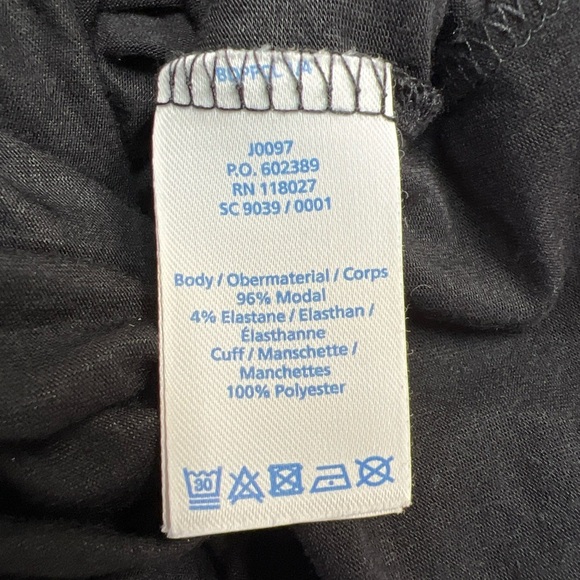 J0097
P.O. 602389
RN 118027
SC 9039 / 0001
Body / Obermaterial / Corps
96% Modal
4% Elastane / Elasthan /
Élasthanne
Cuff / Manschette /
Manchettes
100% Polyester
30